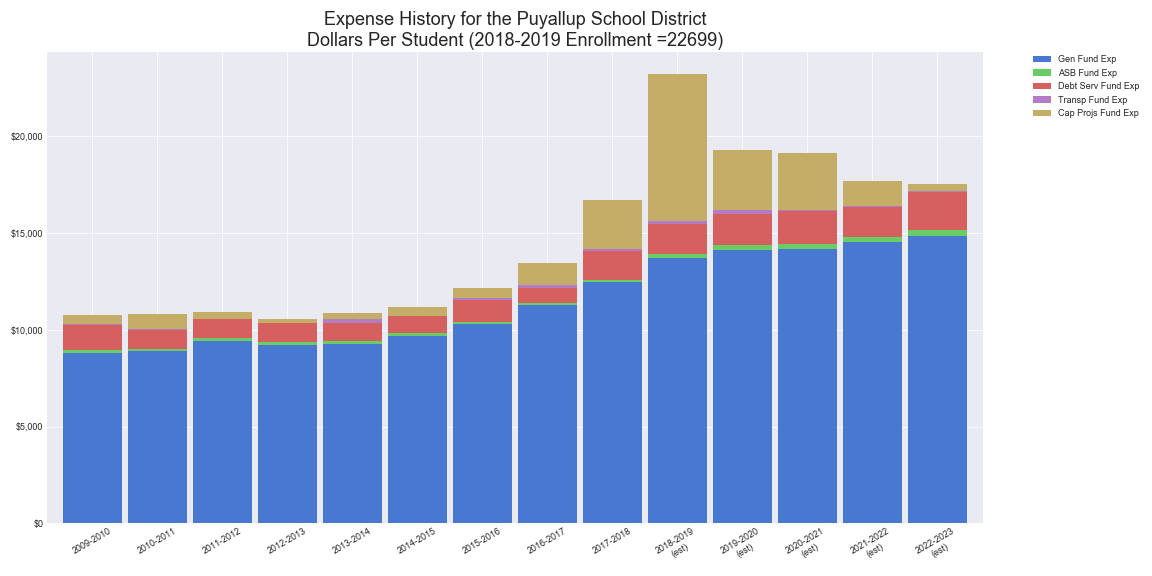 Expense History for the Puyallup School District
Dollars Per Student (2018-2019 Enrollment =22699)
Gen Fund Exp
ASB Fund Exp
Debt Serv Fund Exp
Transp Fund Exp
Cap Projs Fund Exp
$20,000
$15,000
$10,000
$5,000
$0
2009-2010
2010-2011
2011-2012
2012-2013
2013-2014
2014-2015
2015-2016
2016-2017
2017-2018
2018-2019
(est)
2019-2020
(est)
2020-2021
(est)
2021-2022
(est)
2022-2023
(est)